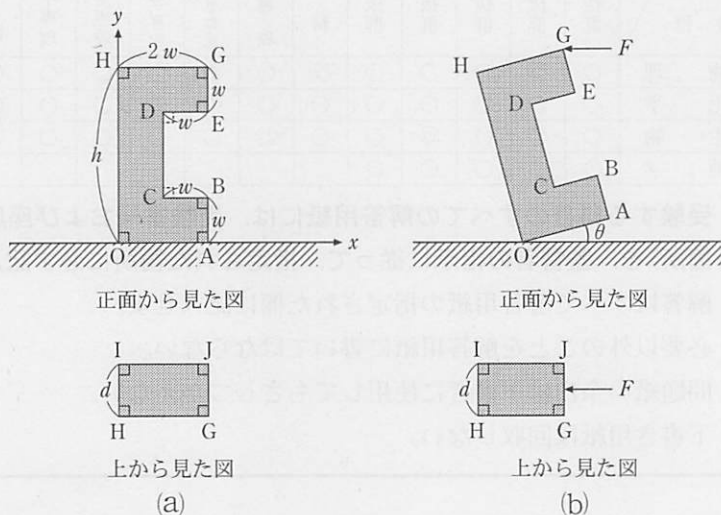 y
H 2w G
w
D E
w
h
C w B
w
O A x
正面から見た図
I J
d
H G
上から見た図
(a)
G F
H
E
D
B
C
A
θ
O
正面から見た図
I J
d F
H G
上から見た図
(b)